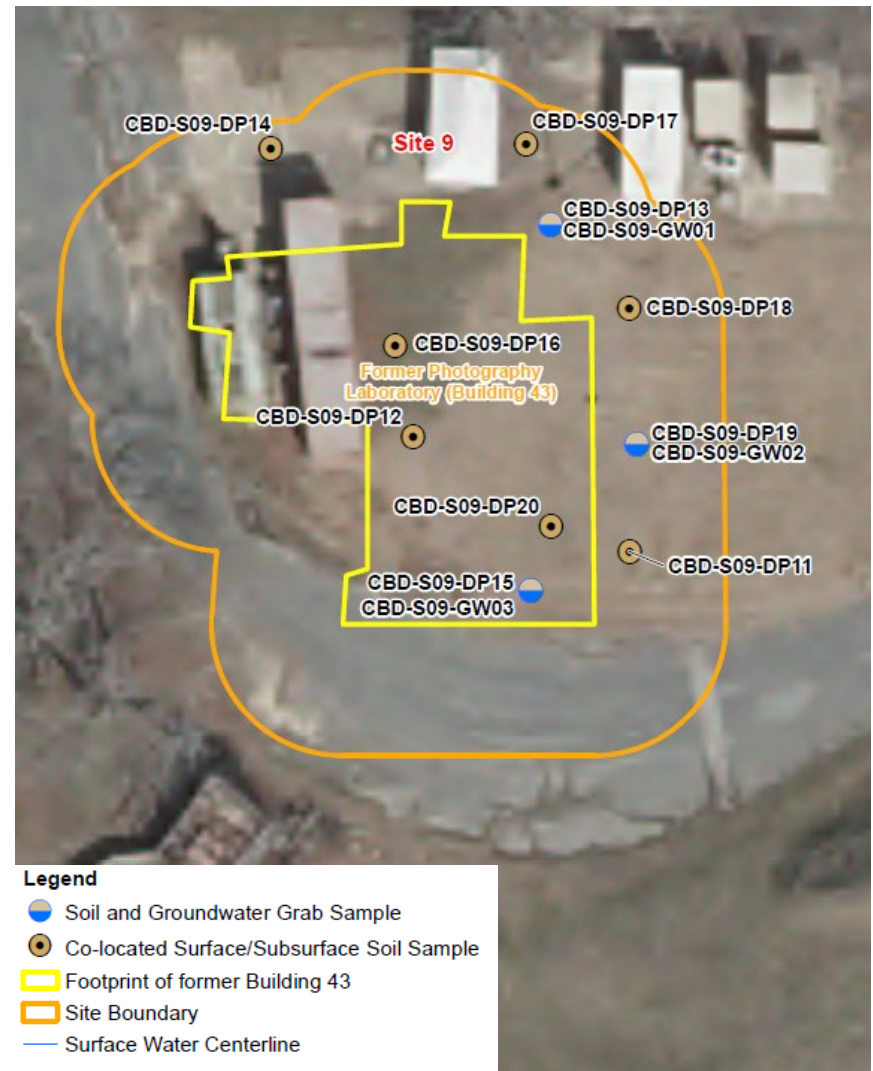 CBD-S09-DP14
CBD-S09-DP17
Site 9
CBD-S09-DP13
CBD-S09-GW01
CBD-S09-DP18
CBD-S09-DP16
Former Photography
Laboratory (Building 43)
CBD-S09-DP12
CBD-S09-DP19
CBD-S09-GW02
CBD-S09-DP20
CBD-S09-DP11
CBD-S09-DP15
CBD-S09-GW03
Legend
Soil and Groundwater Grab Sample
Co-located Surface/Subsurface Soil Sample
Footprint of former Building 43
Site Boundary
Surface Water Centerline